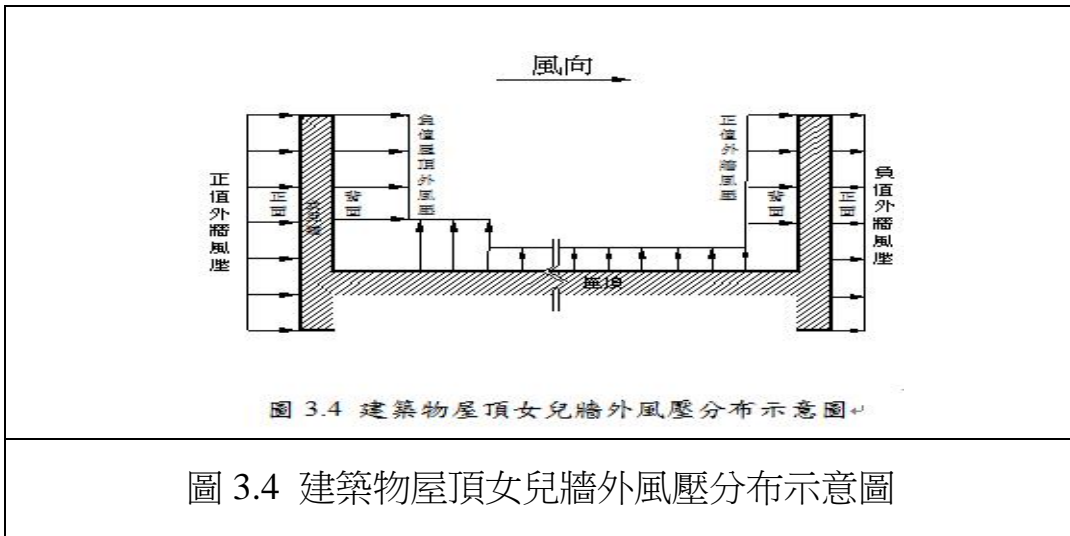 風向
正值外牆風壓
正面
女兒牆
背面
負值屋頂外風壓
屋頂
正值外牆風壓
背面
正面
負值外牆風壓
圖 3.4 建築物屋頂女兒牆外風壓分布示意圖
圖 3.4 建築物屋頂女兒牆外風壓分布示意圖